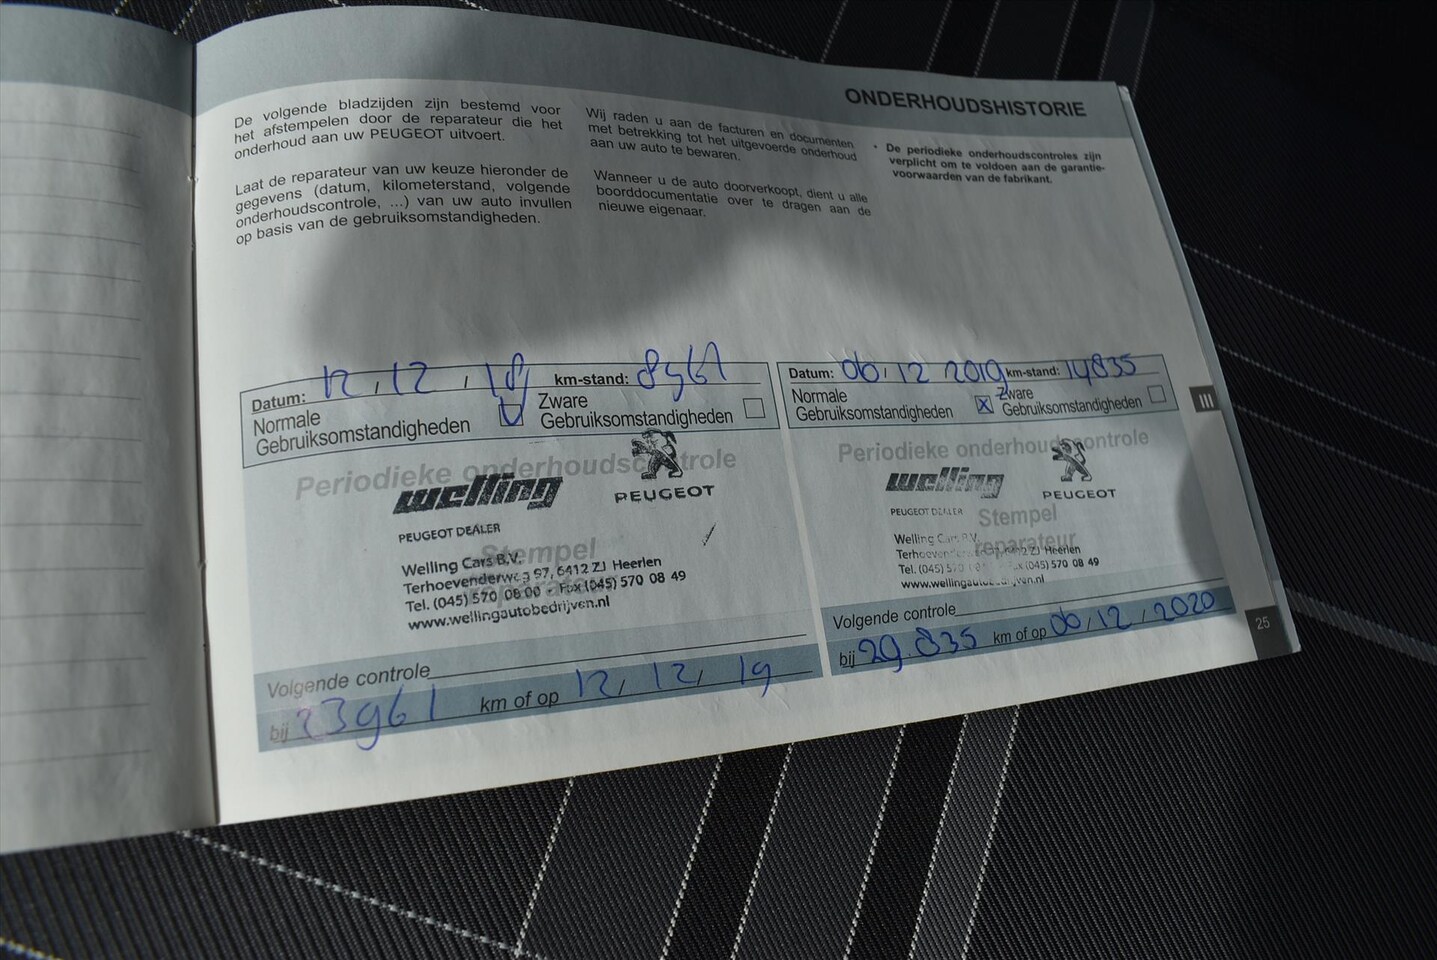 ONDERHOUDSHISTORIE
De volgende bladzijden zijn bestemd voor
het afstempelen door de reparateur die het
onderhoud aan uw PEUGEOT uitvoert.
Laat de reparateur van uw keuze hieronder de
gegevens (datum, kilometerstand, volgende
onderhoudscontrole, ...) van uw auto invullen
op basis van de gebruiksomstandigheden.
Wij raden u aan de facturen en documenten
met betrekking tot het uitgevoerde onderhoud
aan uw auto te bewaren.
Wanneer u de auto doorverkoopt, dient u alle
boorddocumentatie over te dragen aan de
nieuwe eigenaar.
• De periodieke onderhoudscontroles zijn
verplicht om te voldoen aan de garantie-
voorwaarden van de fabrikant.
Datum: 12, 12, 18 km-stand: 8961
Normale
Gebruiksomstandigheden
Zware
Gebruiksomstandigheden
Periodieke onderhoudscontrole
welling
PEUGEOT
PEUGEOT DEALER
Stempel
reparateur
Welling Cars B.V.
Terhoevenderweg 97, 6412 ZJ Heerlen
Tel. (045) 570 08 00 - Fax (045) 570 08 49
www.wellingautobedrijven.nl
Volgende controle
bij 23961 km of op 12, 12, 19
Datum: 06, 12 2019 km-stand: 14835
Normale
Gebruiksomstandigheden X
Zware
Gebruiksomstandigheden
Periodieke onderhoudscontrole
welling
PEUGEOT
PEUGEOT DEALER
Stempel
reparateur
Welling Cars B.V.
Heerlen
Tel. (045) Fax (045) 570 08 49
www.wellingautobedrijven.nl
Volgende controle
bij 29.835 km of op 06, 12, 2020
III
25